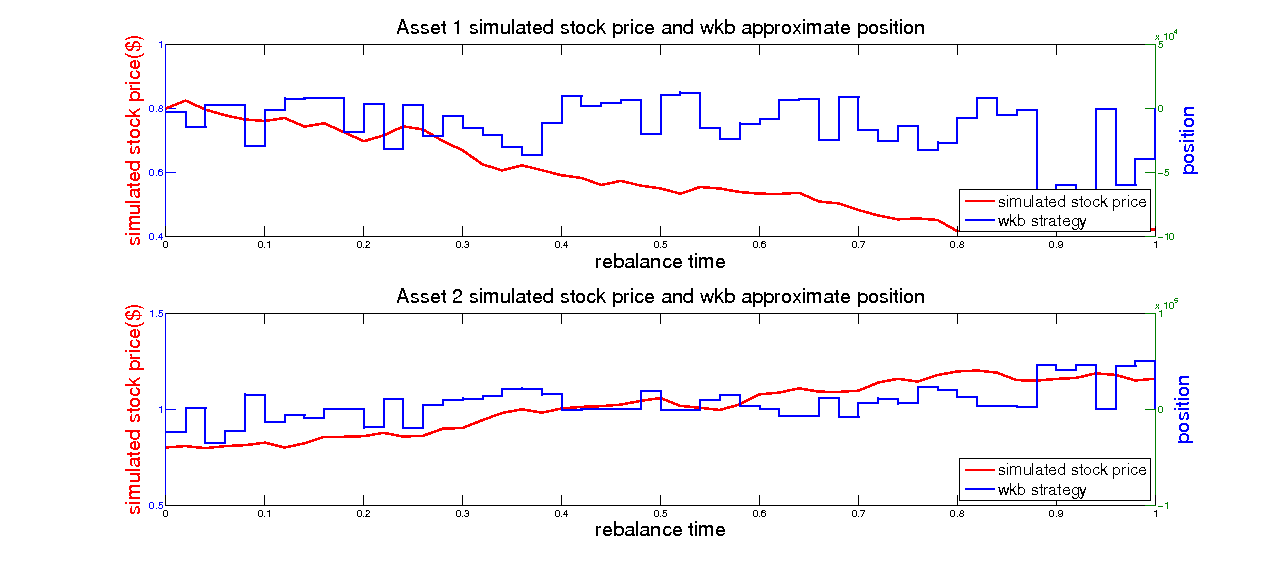 Asset 1 simulated stock price and wkb approximate position
x 10^4
1
0.8
0.6
0.4
5
0
-5
-10
simulated stock price($)
position
simulated stock price
wkb strategy
0 0.1 0.2 0.3 0.4 0.5 0.6 0.7 0.8 0.9 1
rebalance time
Asset 2 simulated stock price and wkb approximate position
1.5
1
0.5
1
0
-1
simulated stock price($)
position
simulated stock price
wkb strategy
0 0.1 0.2 0.3 0.4 0.5 0.6 0.7 0.8 0.9 1
rebalance time